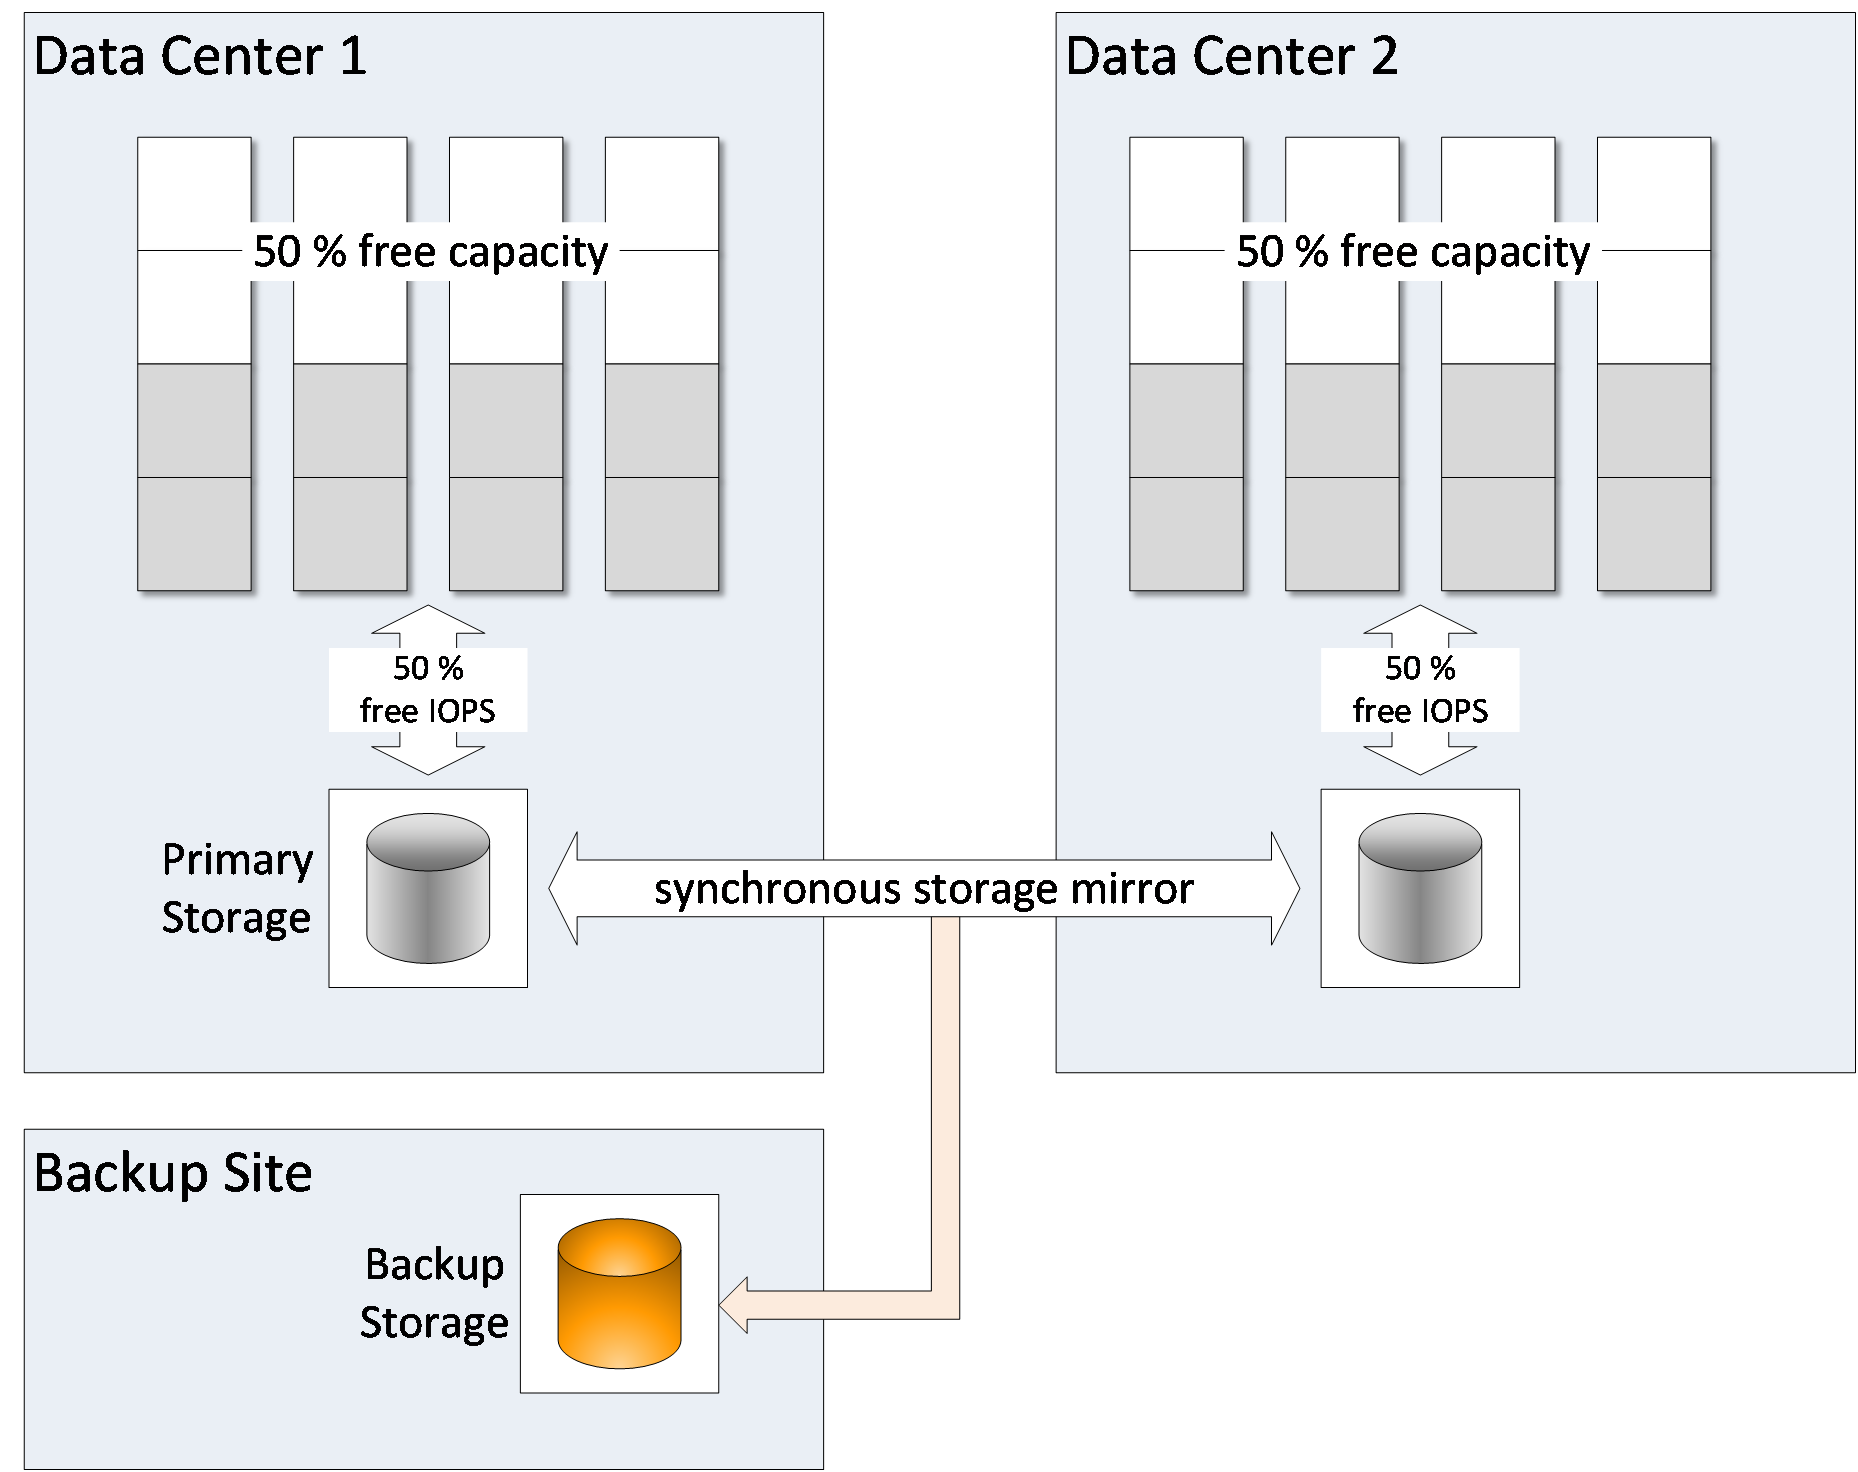 Data Center 1
Data Center 2
50 % free capacity
50 % free capacity
50 %
free IOPS
50 %
free IOPS
Primary
Storage
synchronous storage mirror
Backup Site
Backup
Storage